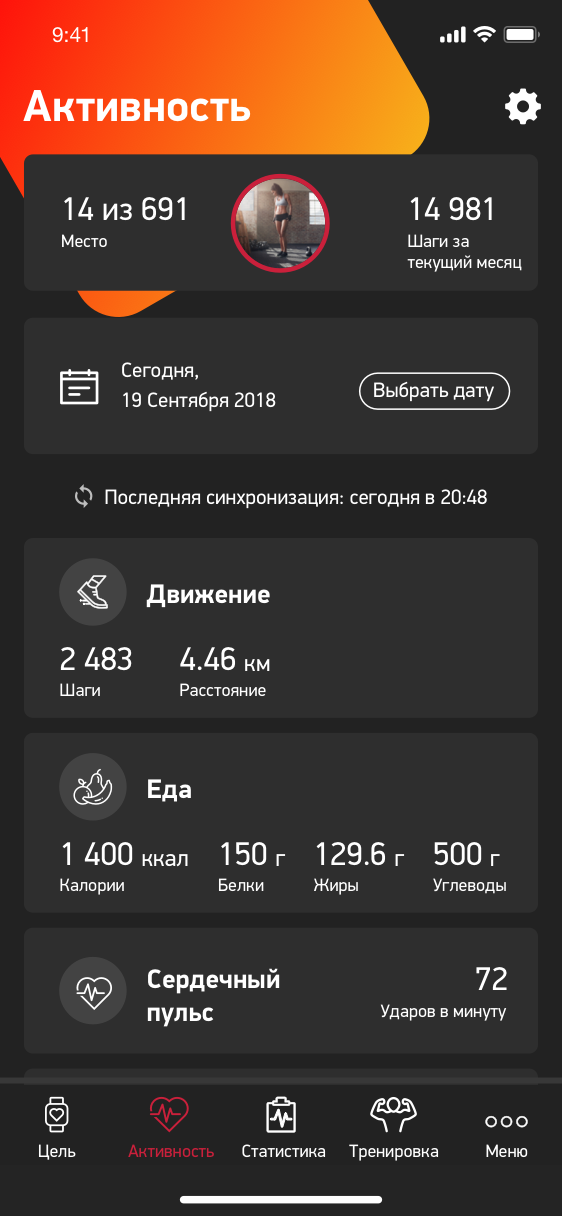 9:41
Активность
14 из 691
Место
14 981
Шаги за
текущий месяц
Сегодня,
19 Сентября 2018
Выбрать дату
Последняя синхронизация: сегодня в 20:48
Движение
2 483
Шаги
4.46 км
Расстояние
Еда
1 400 ккал
Калории
150 г
Белки
129.6 г
Жиры
500 г
Углеводы
Сердечный
пульс
72
Ударов в минуту
Цель
Активность
Статистика
Тренировка
Меню